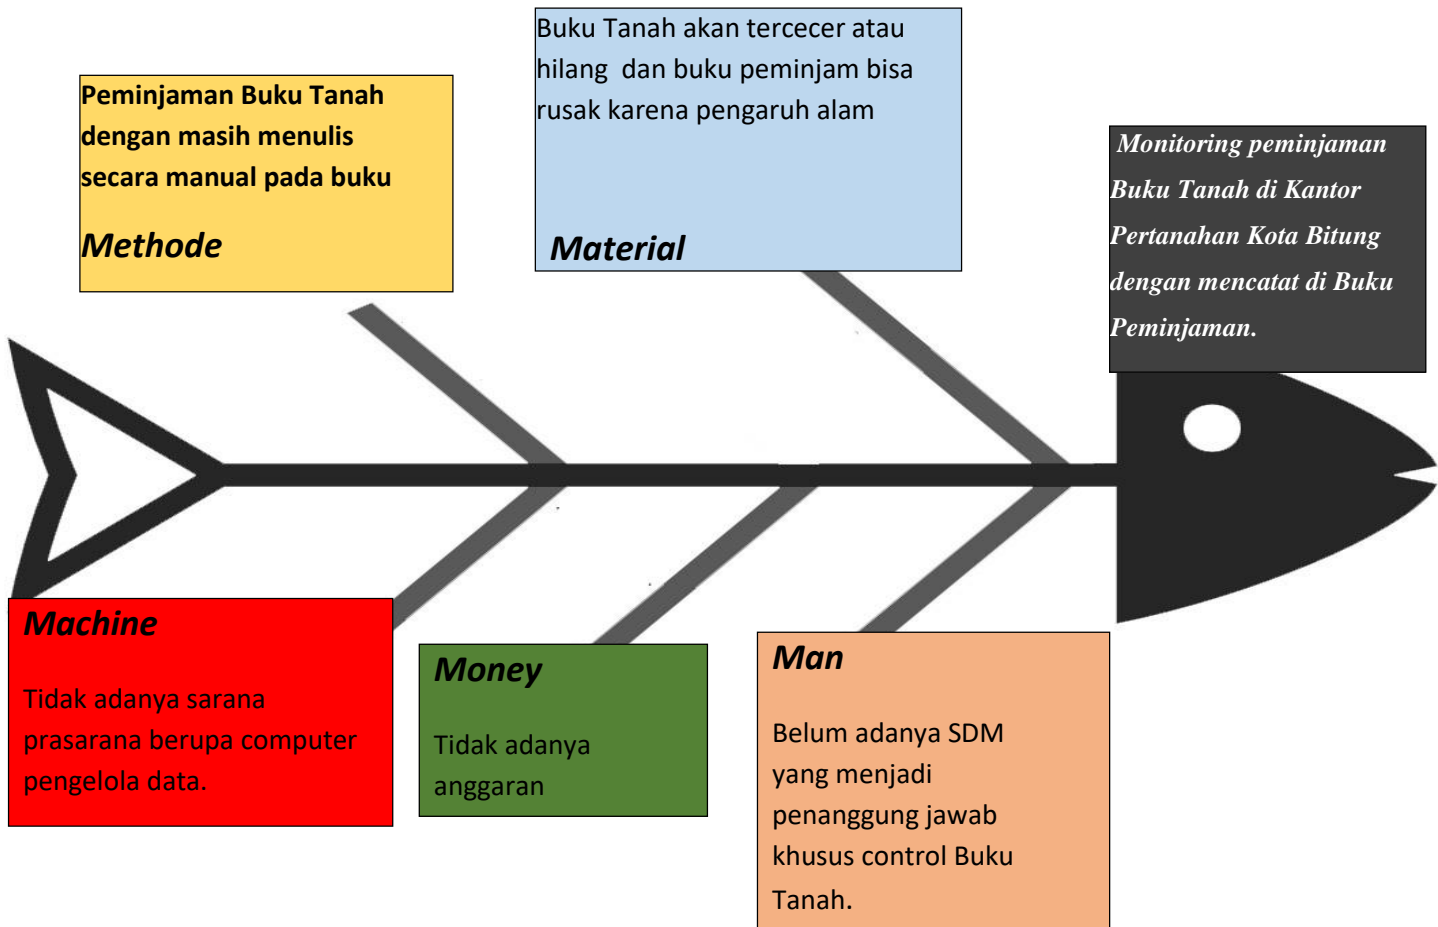 Peminjaman Buku Tanah
dengan masih menulis
secara manual pada buku
Methode
Buku Tanah akan tercecer atau
hilang dan buku peminjam bisa
rusak karena pengaruh alam
Material
Monitoring peminjaman
Buku Tanah di Kantor
Pertanahan Kota Bitung
dengan mencatat di Buku
Peminjaman.
Machine
Tidak adanya sarana
prasarana berupa computer
pengelola data.
Money
Tidak adanya
anggaran
Man
Belum adanya SDM
yang menjadi
penanggung jawab
khusus control Buku
Tanah.